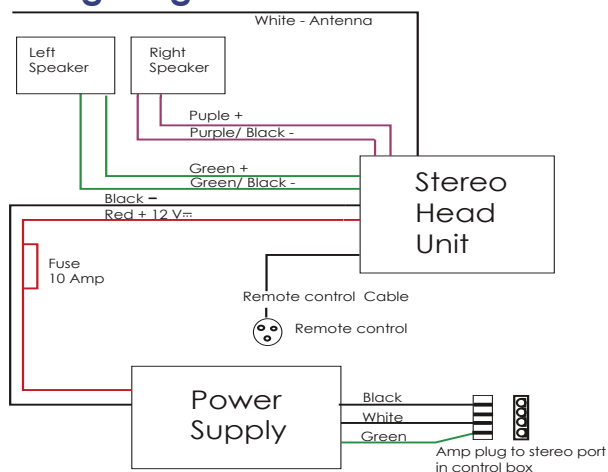 White - Antenna
Left
Speaker
Right
Speaker
Puple +
Purple/ Black -
Green +
Green/ Black -
Black –
Red + 12 V⎓
Stereo
Head
Unit
Fuse
10 Amp
Remote control Cable
Remote control
Power
Supply
Black
White
Green
Amp plug to stereo port
in control box